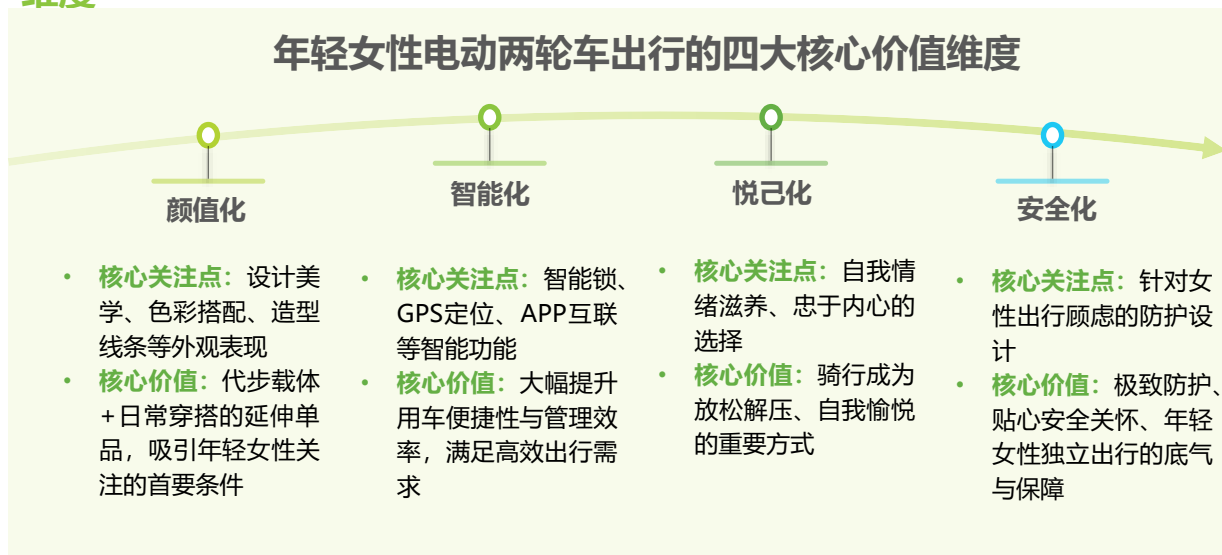 维度
年轻女性电动两轮车出行的四大核心价值维度
颜值化
• 核心关注点：设计美
学、色彩搭配、造型
线条等外观表现
• 核心价值：代步载体
+日常穿搭的延伸单
品，吸引年轻女性关
注的首要条件
智能化
• 核心关注点：智能锁、
GPS定位、APP互联
等智能功能
• 核心价值：大幅提升
用车便捷性与管理效
率，满足高效出行需
求
悦己化
• 核心关注点：自我情
绪滋养、忠于内心的
选择
• 核心价值：骑行成为
放松解压、自我愉悦
的重要方式
安全化
• 核心关注点：针对女
性出行顾虑的防护设
计
• 核心价值：极致防护、
贴心安全关怀、年轻
女性独立出行的底气
与保障